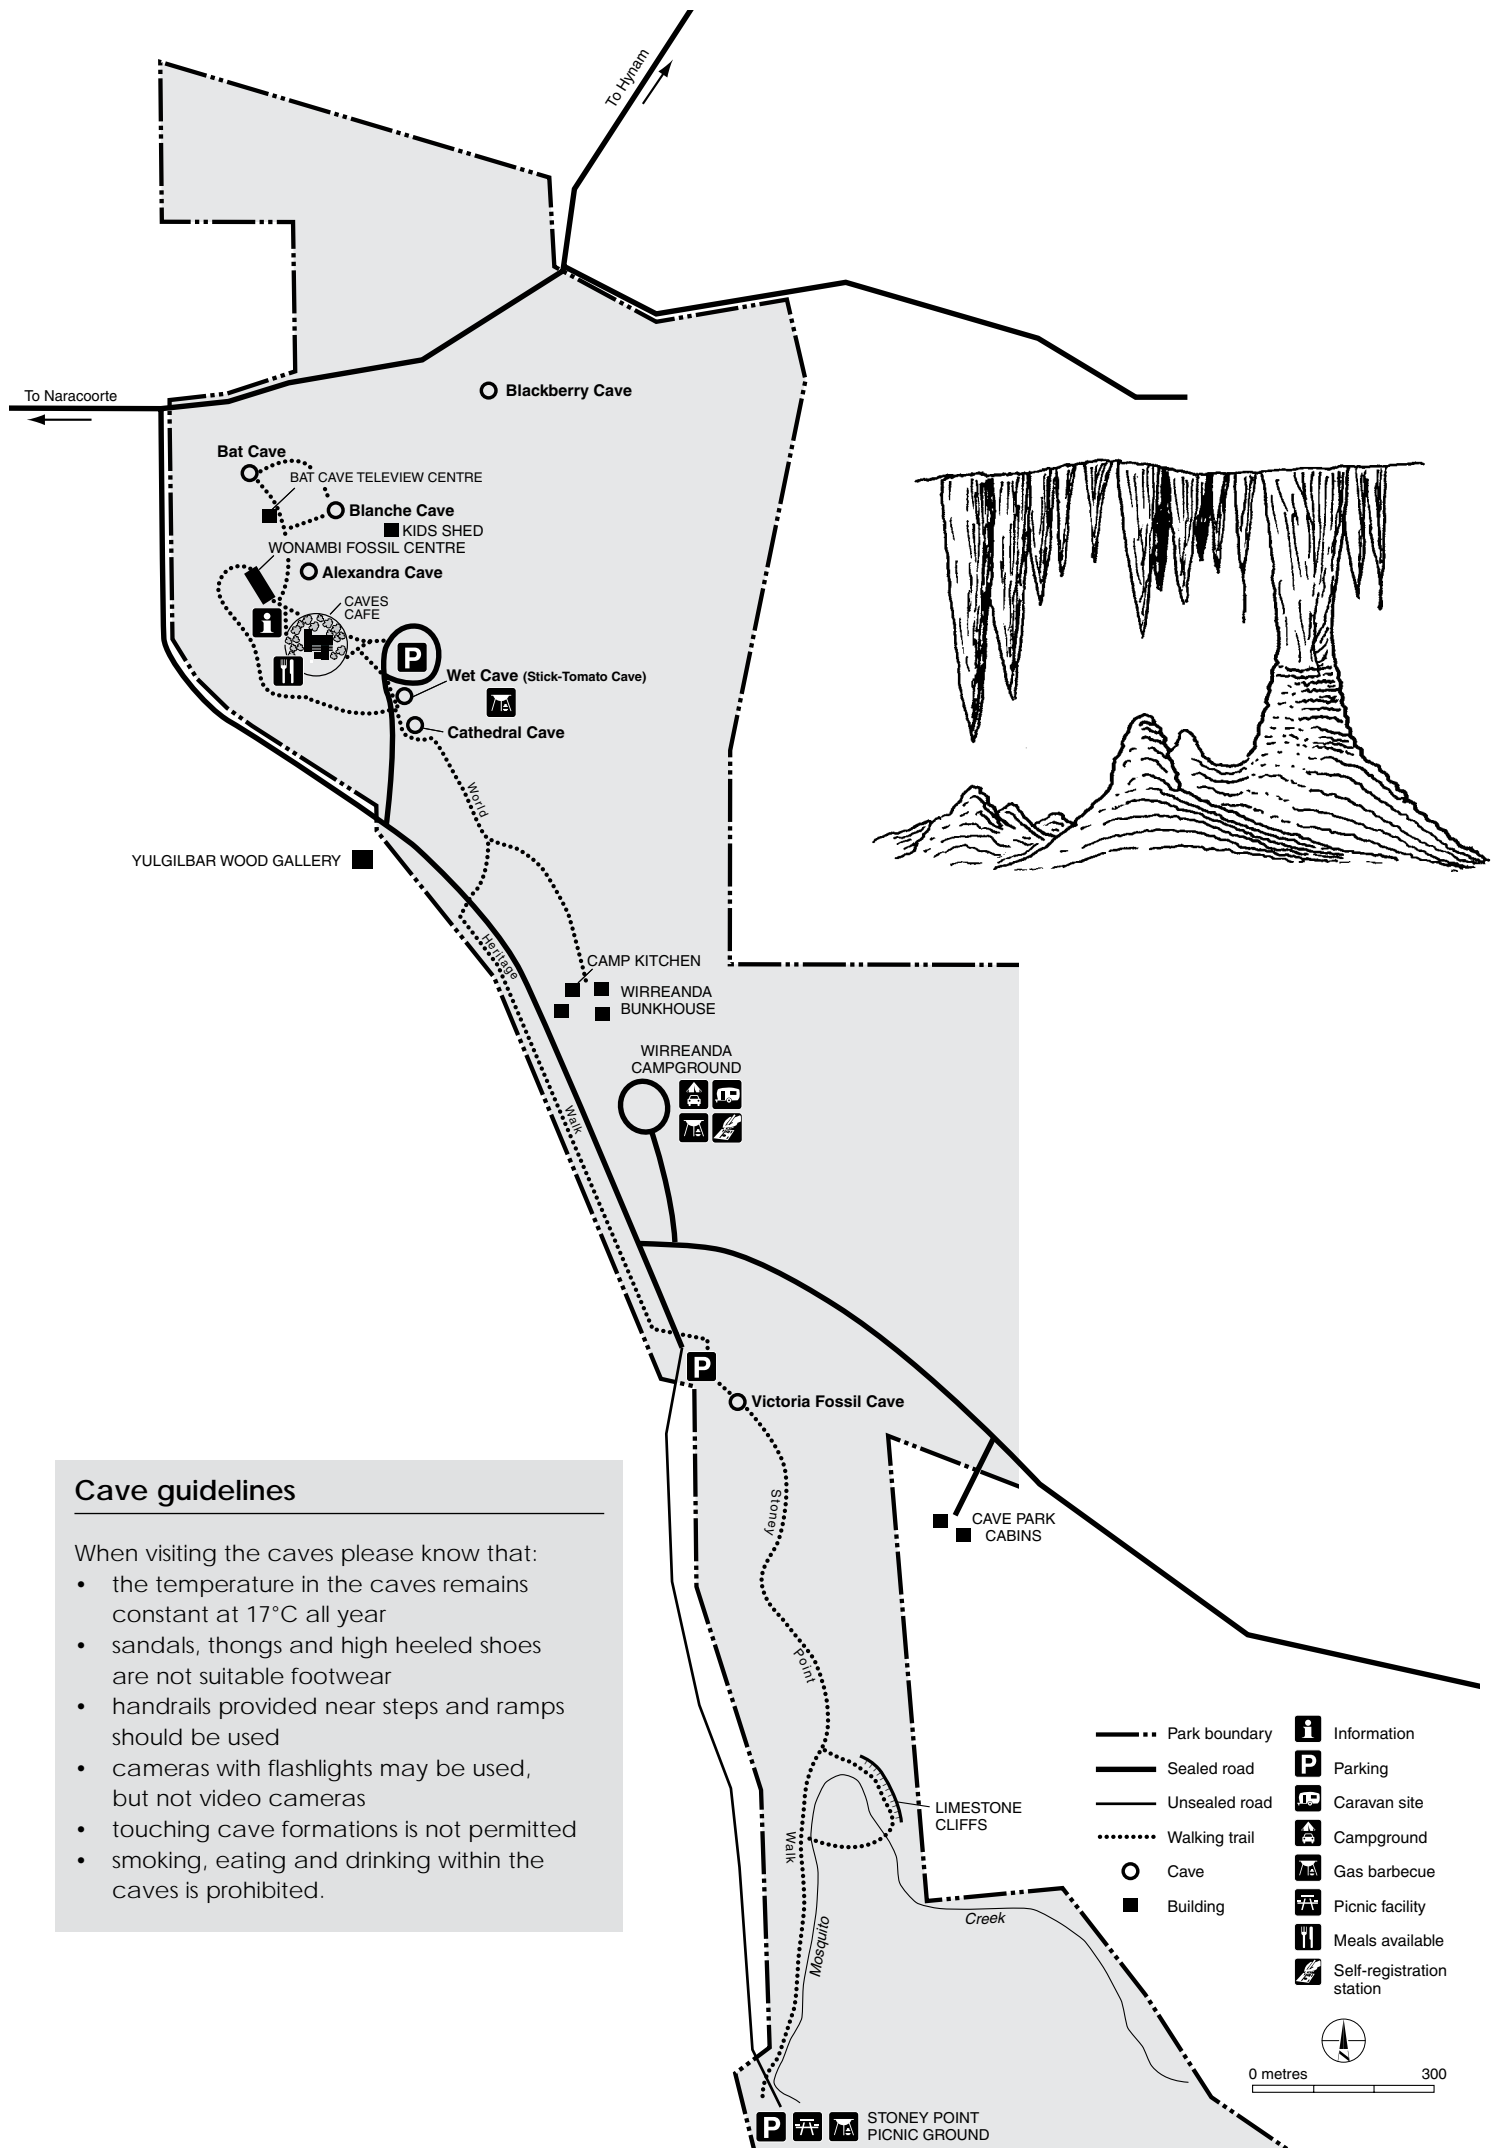 To Hynam
To Naracoorte
Blackberry Cave
Bat Cave
BAT CAVE TELEVIEW CENTRE
Blanche Cave
KIDS SHED
WONAMBI FOSSIL CENTRE
Alexandra Cave
CAVES
CAFE
i
P
Wet Cave (Stick-Tomato Cave)
Cathedral Cave
World
YULGILBAR WOOD GALLERY
Heritage
CAMP KITCHEN
WIRREANDA
BUNKHOUSE
WIRREANDA
CAMPGROUND
Walk
P
Victoria Fossil Cave
Stoney
CAVE PARK
CABINS
Point
LIMESTONE
CLIFFS
Walk
Mosquito
Creek
P
STONEY POINT
PICNIC GROUND
Cave guidelines
When visiting the caves please know that:
• the temperature in the caves remains
constant at 17°C all year
• sandals, thongs and high heeled shoes
are not suitable footwear
• handrails provided near steps and ramps
should be used
• cameras with flashlights may be used,
but not video cameras
• touching cave formations is not permitted
• smoking, eating and drinking within the
caves is prohibited.
Park boundary
Sealed road
Unsealed road
Walking trail
Cave
Building
i Information
P Parking
Caravan site
Campground
Gas barbecue
Picnic facility
Meals available
Self-registration
station
N
0 metres 300